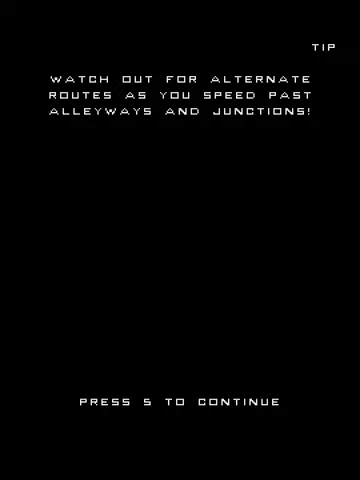 TIP
WATCH OUT FOR ALTERNATE
ROUTES AS YOU SPEED PAST
ALLEYWAYS AND JUNCTIONS!
PRESS 5 TO CONTINUE